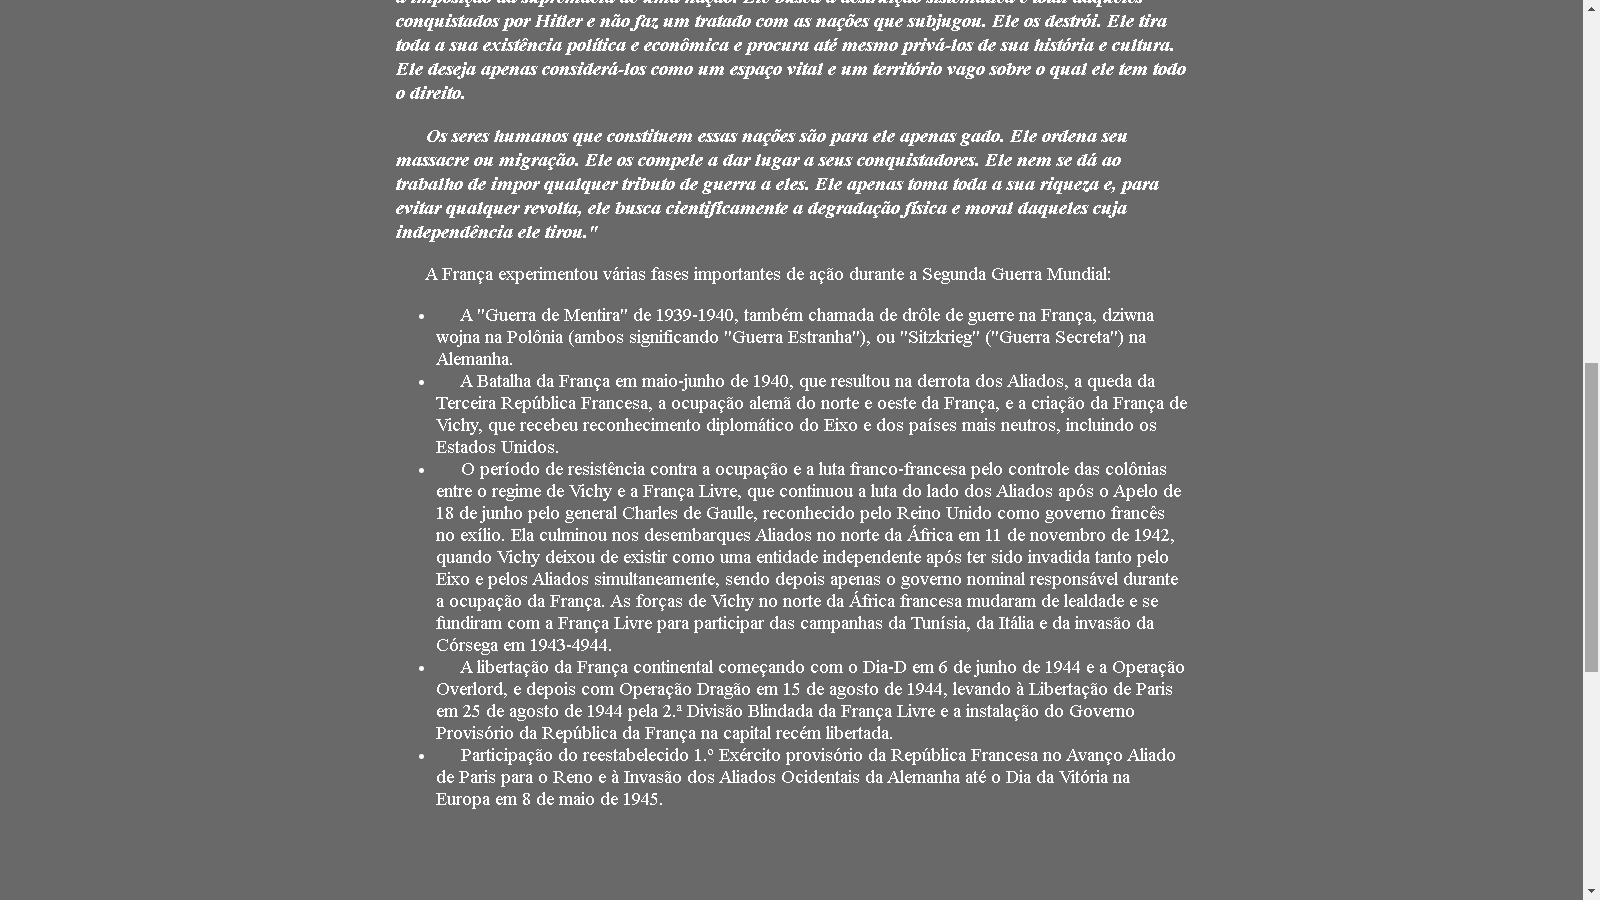 a imposição da supremacia de uma nação. Ele busca a destruição sistemática e total daqueles
conquistados por Hitler e não faz um tratado com as nações que subjugou. Ele os destrói. Ele tira
toda a sua existência política e econômica e procura até mesmo privá-los de sua história e cultura.
Ele deseja apenas considerá-los como um espaço vital e um território vago sobre o qual ele tem todo
o direito.
Os seres humanos que constituem essas nações são para ele apenas gado. Ele ordena seu
massacre ou migração. Ele os compele a dar lugar a seus conquistadores. Ele nem se dá ao
trabalho de impor qualquer tributo de guerra a eles. Ele apenas toma toda a sua riqueza e, para
evitar qualquer revolta, ele busca cientificamente a degradação física e moral daqueles cuja
independência ele tirou."
A França experimentou várias fases importantes de ação durante a Segunda Guerra Mundial:
• A "Guerra de Mentira" de 1939-1940, também chamada de drôle de guerre na França, dziwna
wojna na Polônia (ambos significando "Guerra Estranha"), ou "Sitzkrieg" ("Guerra Secreta") na
Alemanha.
• A Batalha da França em maio-junho de 1940, que resultou na derrota dos Aliados, a queda da
Terceira República Francesa, a ocupação alemã do norte e oeste da França, e a criação da França de
Vichy, que recebeu reconhecimento diplomático do Eixo e dos países mais neutros, incluindo os
Estados Unidos.
• O período de resistência contra a ocupação e a luta franco-francesa pelo controle das colônias
entre o regime de Vichy e a França Livre, que continuou a luta do lado dos Aliados após o Apelo de
18 de junho pelo general Charles de Gaulle, reconhecido pelo Reino Unido como governo francês
no exílio. Ela culminou nos desembarques Aliados no norte da África em 11 de novembro de 1942,
quando Vichy deixou de existir como uma entidade independente após ter sido invadida tanto pelo
Eixo e pelos Aliados simultaneamente, sendo depois apenas o governo nominal responsável durante
a ocupação da França. As forças de Vichy no norte da África francesa mudaram de lealdade e se
fundiram com a França Livre para participar das campanhas da Tunísia, da Itália e da invasão da
Córsega em 1943-4944.
• A libertação da França continental começando com o Dia-D em 6 de junho de 1944 e a Operação
Overlord, e depois com Operação Dragão em 15 de agosto de 1944, levando à Libertação de Paris
em 25 de agosto de 1944 pela 2.ª Divisão Blindada da França Livre e a instalação do Governo
Provisório da República da França na capital recém libertada.
• Participação do reestabelecido 1.º Exército provisório da República Francesa no Avanço Aliado
de Paris para o Reno e à Invasão dos Aliados Ocidentais da Alemanha até o Dia da Vitória na
Europa em 8 de maio de 1945.